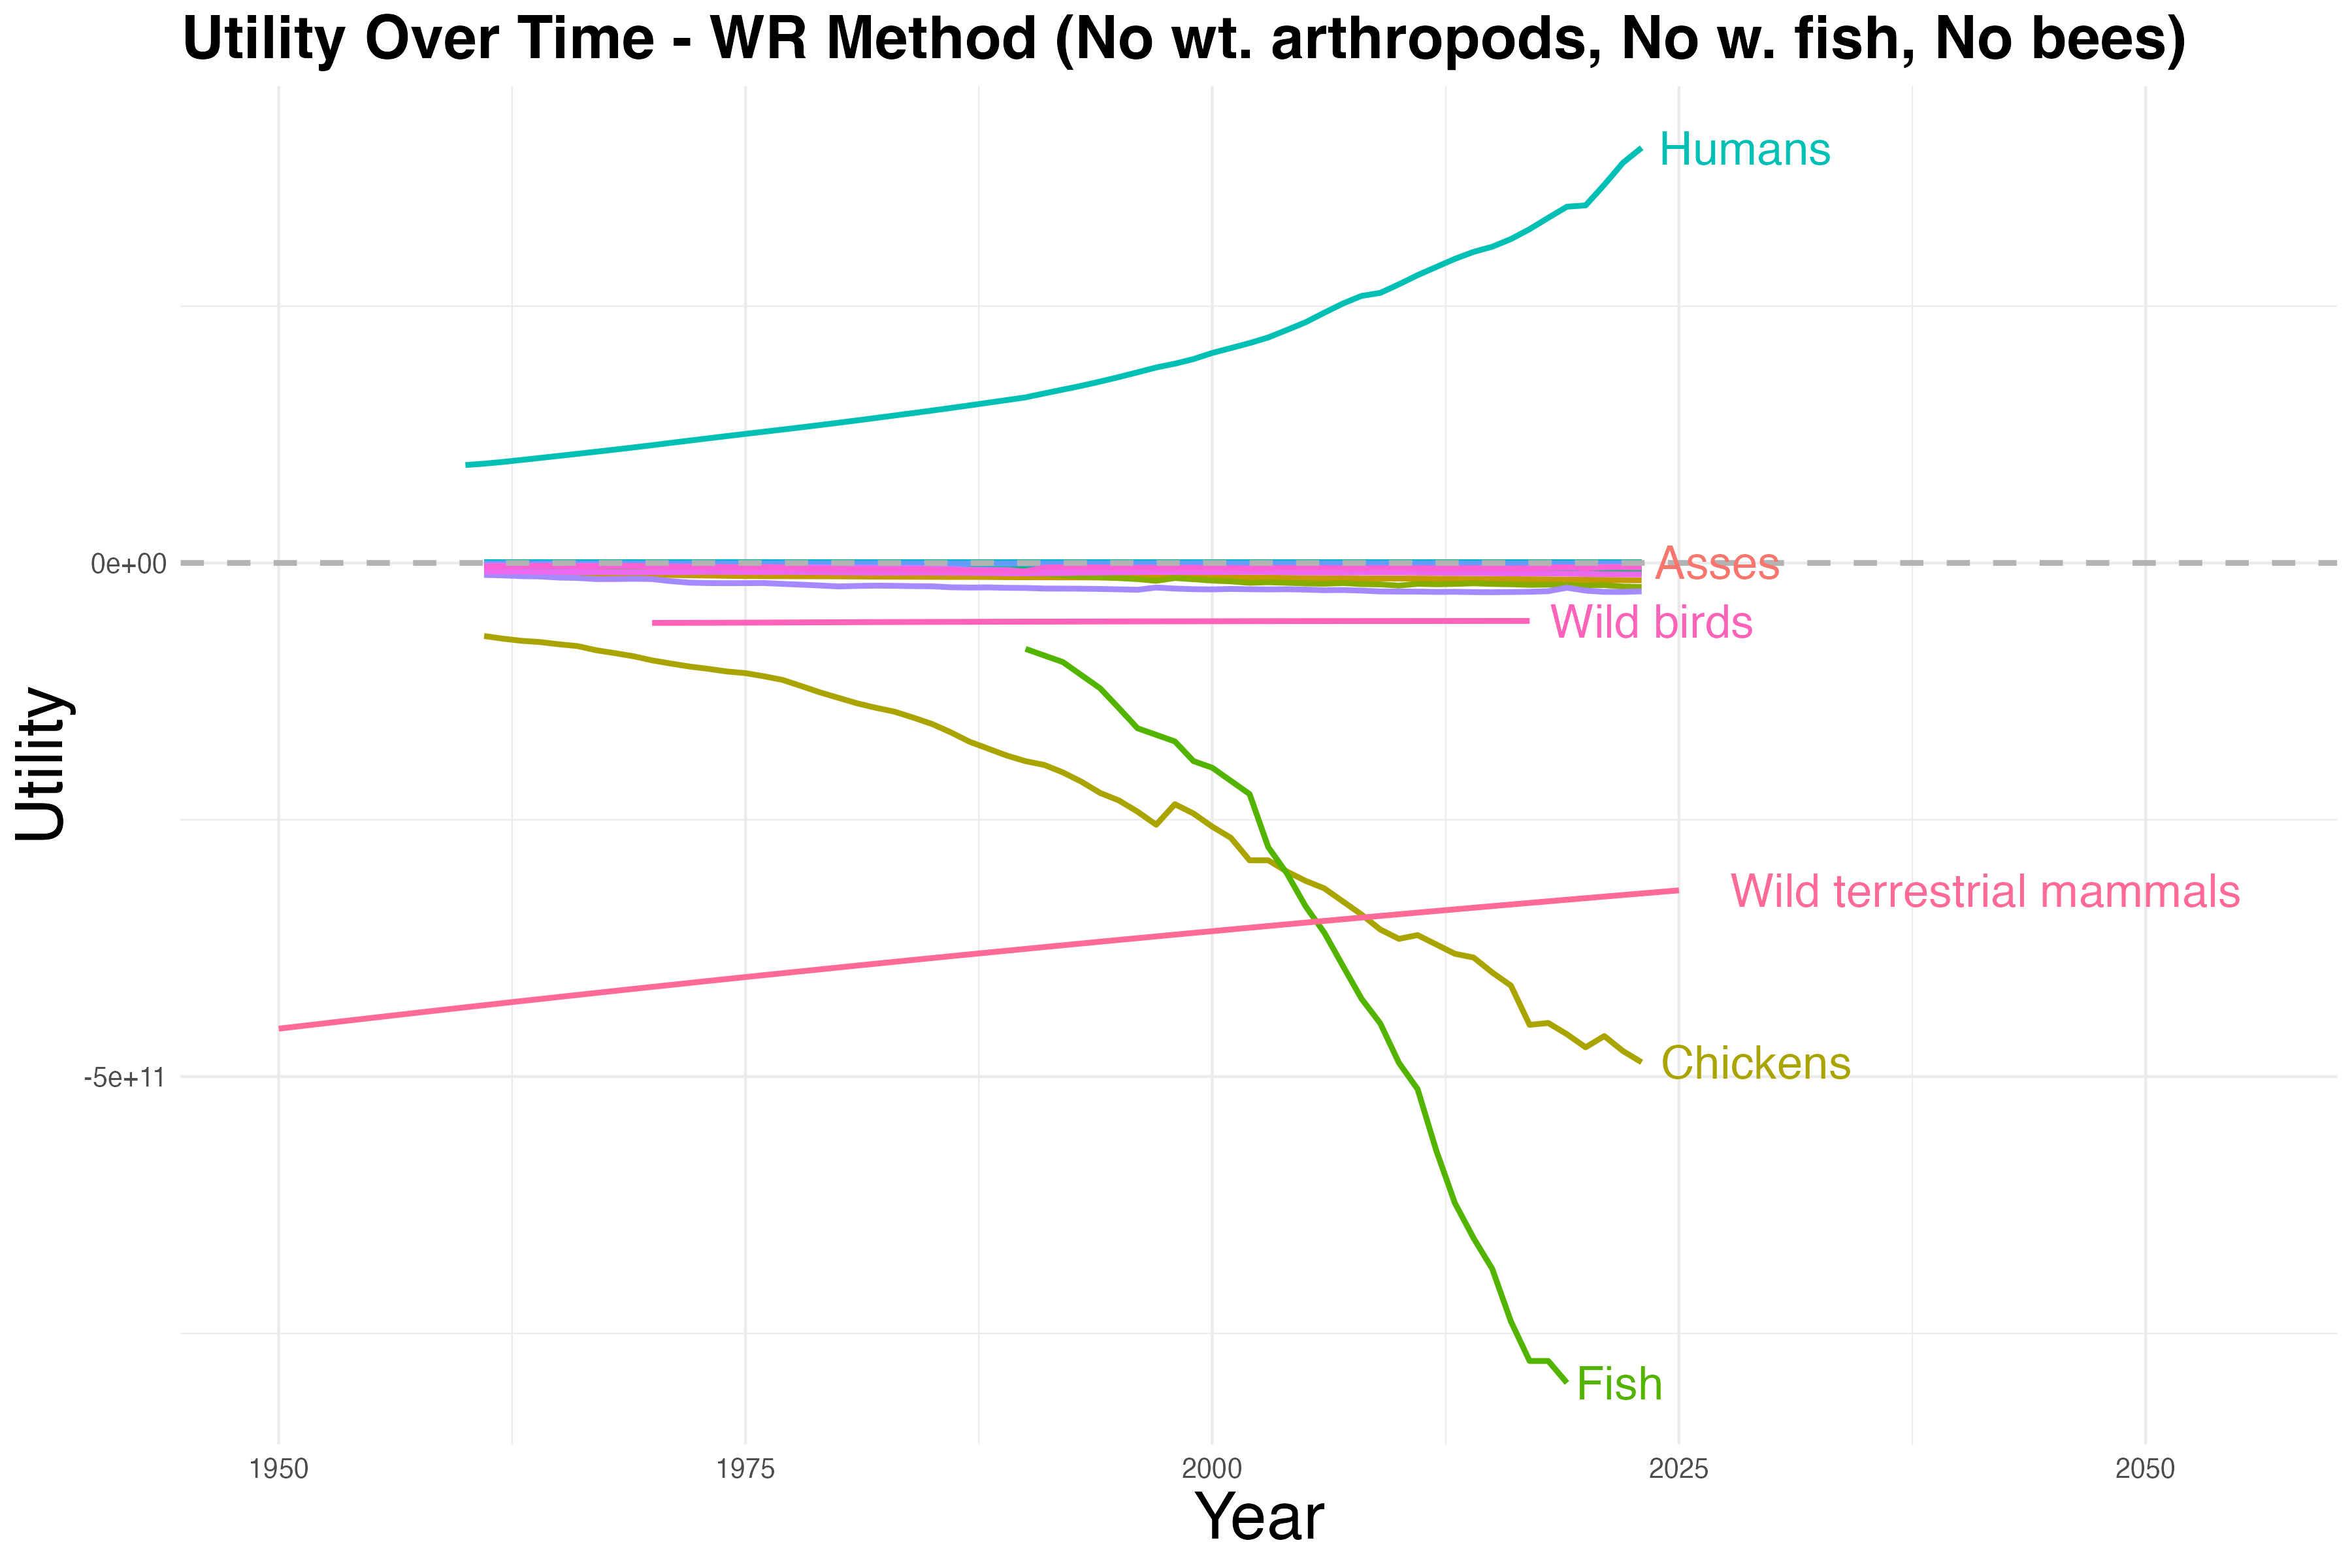 Utility Over Time - WR Method (No wt. arthropods, No w. fish, No bees)
Humans
0e+00
Asses
Wild birds
Utility
Wild terrestrial mammals
-5e+11
Chickens
Fish
1950 1975 2000 2025 2050
Year